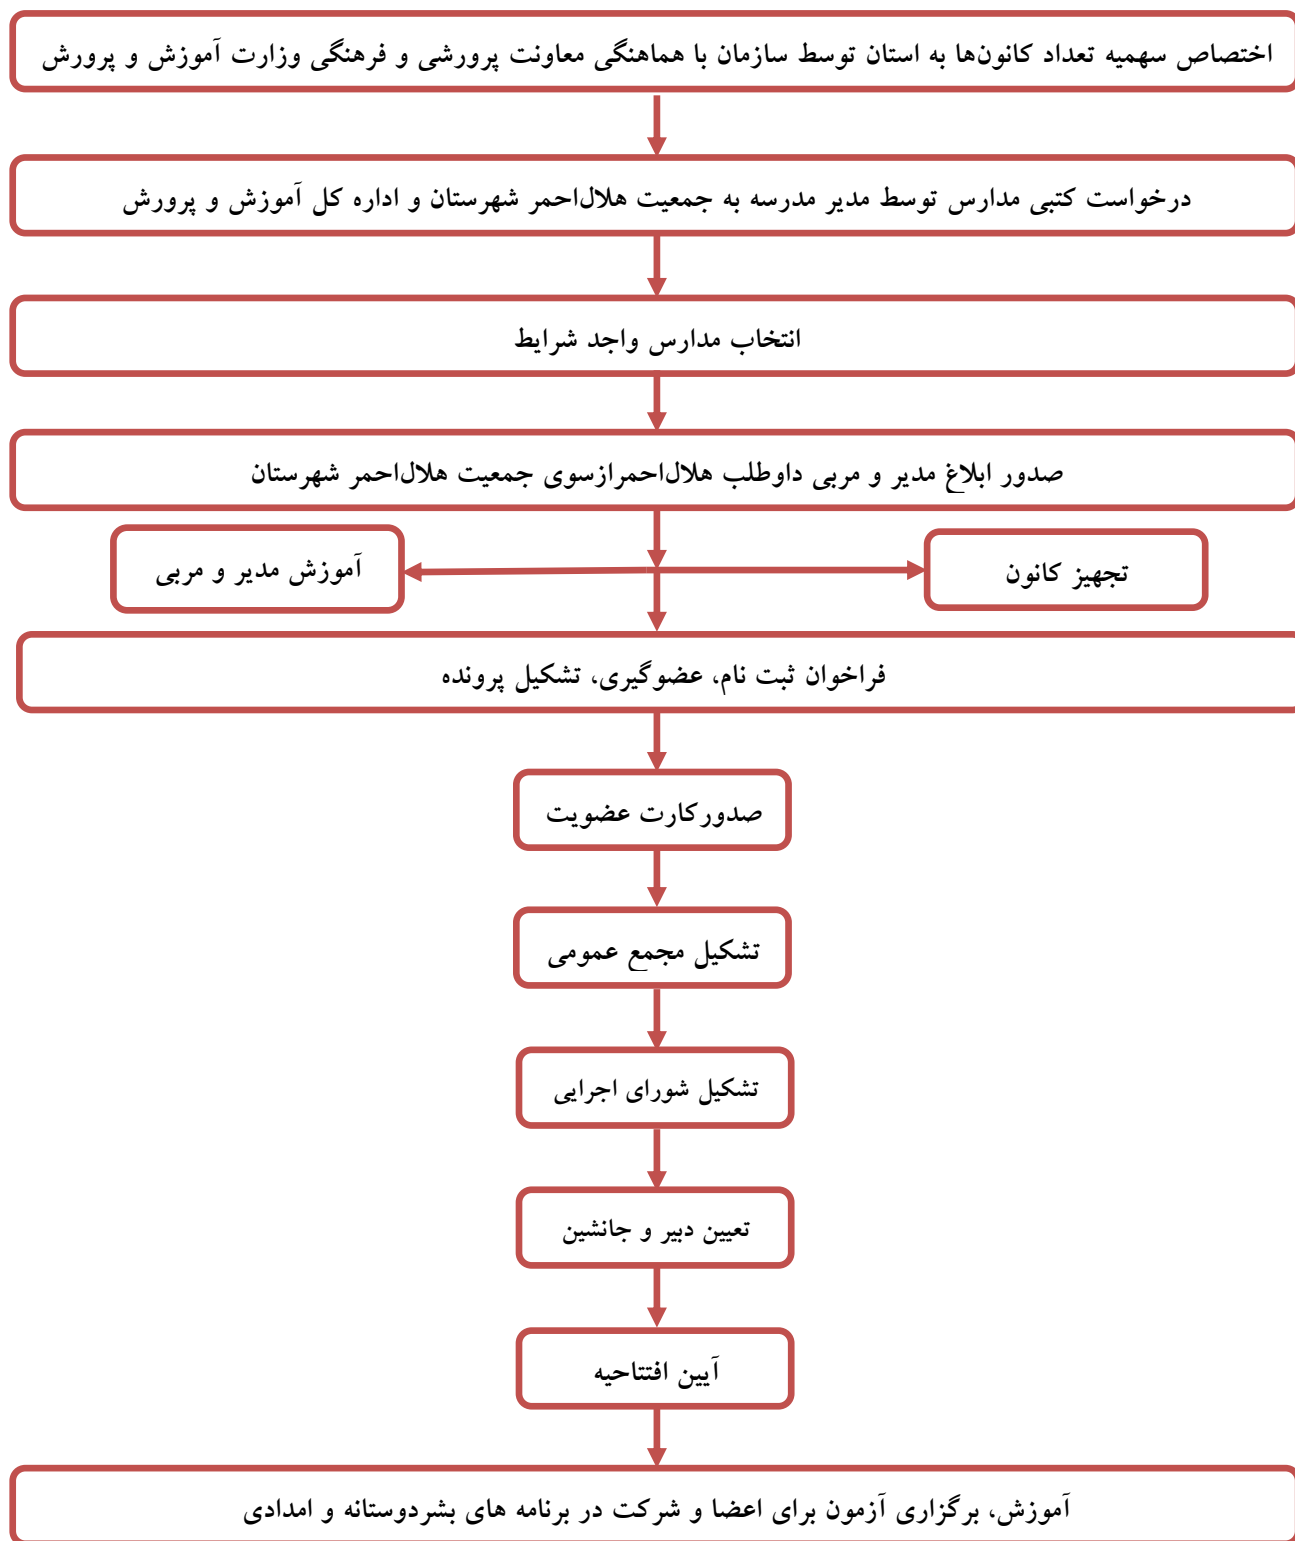 اختصاص سهمیه تعداد کانون‌ها به استان توسط سازمان با هماهنگی معاونت پرورشی و فرهنگی وزارت آموزش و پرورش
درخواست کتبی مدارس توسط مدیر مدرسه به جمعیت هلال‌احمر شهرستان و اداره کل آموزش و پرورش
انتخاب مدارس واجد شرایط
صدور ابلاغ مدیر و مربی داوطلب هلال‌احمرازسوی جمعیت هلال‌احمر شهرستان
تجهیز کانون
آموزش مدیر و مربی
فراخوان ثبت نام، عضوگیری، تشکیل پرونده
صدورکارت عضویت
تشکیل مجمع عمومی
تشکیل شورای اجرایی
تعیین دبیر و جانشین
آیین افتتاحیه
آموزش، برگزاری آزمون برای اعضا و شرکت در برنامه های بشردوستانه و امدادی